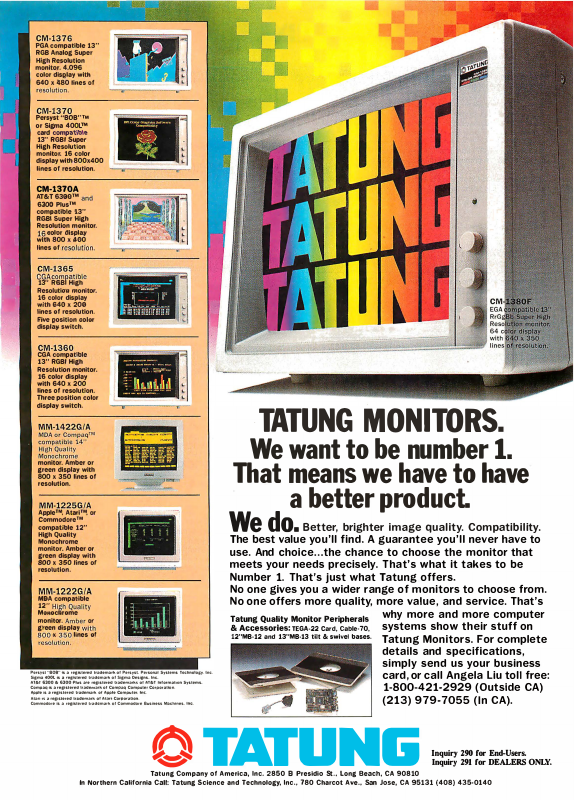 CM-1376
PGA compatible 13"
RGB Analog Super
High Resolution
monitor. 4,096
color display with
640 x 480 lines of
resolution.
CM-1370
Persyst "BOB"™
or Sigma 400L™
card compatible
13" RGBI Super
High Resolution
monitor. 16 color
display with 800x400
lines of resolution.
CM-1370A
AT&T 6300™ and
6300 Plus™
compatible 13"
RGBI Super High
Resolution monitor.
16 color display
with 800 x 400
lines of resolution.
CM-1365
CGA compatible
13" RGBI High
Resolution monitor.
16 color display
with 640 x 200
lines of resolution.
Five position color
display switch.
CM-1360
CGA compatible
13" RGBI High
Resolution monitor.
16 color display
with 640 x 200
lines of resolution.
Three position color
display switch.
MM-1422G/A
MDA or Compaq™
compatible 14"
High Quality
Monochrome
monitor. Amber or
green display with
800 x 350 lines of
resolution.
MM-1225G/A
Apple™, Atari™, or
Commodore™
compatible 12"
High Quality
Monochrome
monitor. Amber or
green display with
800 x 350 lines of
resolution.
MM-1222G/A
MDA compatible
12" High Quality
Monochrome
monitor. Amber or
green display with
800 x 350 lines of
resolution.
TATUNG
TATUNG
TATUNG
TATUNG
CM-1380F
EGA compatible 13"
RrGgBb Super High
Resolution monitor.
64 color display
with 640 x 350
lines of resolution.
TATUNG MONITORS.
We want to be number 1.
That means we have to have
a better product.
We do. Better, brighter image quality. Compatibility.
The best value you'll find. A guarantee you'll never have to
use. And choice...the chance to choose the monitor that
meets your needs precisely. That's what it takes to be
Number 1. That's just what Tatung offers.
No one gives you a wider range of monitors to choose from.
No one offers more quality, more value, and service. That's
why more and more computer
systems show their stuff on
Tatung Monitors. For complete
details and specifications,
simply send us your business
card, or call Angela Liu toll free:
1-800-421-2929 (Outside CA)
(213) 979-7055 (In CA).
Tatung Quality Monitor Peripherals
& Accessories: TEGA-22 Card, Cable-70,
12"MB-12 and 13"MB-13 tilt & swivel bases.
Persyst "BOB" is a registered trademark of Persyst. Personal Systems Technology Inc.
Sigma 400L is a registered trademark of Sigma Designs, Inc.
AT&T 6300 & 6300 Plus are registered trademarks of AT&T Information Systems.
Compaq is a registered trademark of Compaq Computer Corporation.
Apple is a registered trademark of Apple Computer, Inc.
Atari is a registered trademark of Atari Corporation.
Commodore is a registered trademark of Commodore Business Machines, Inc.
TATUNG
Inquiry 290 for End-Users.
Inquiry 291 for DEALERS ONLY.
Tatung Company of America, Inc. 2850 El Presidio St., Long Beach, CA 90810
In Northern California Call: Tatung Science and Technology, Inc., 780 Charcot Ave., San Jose, CA 95131 (408) 435-0140